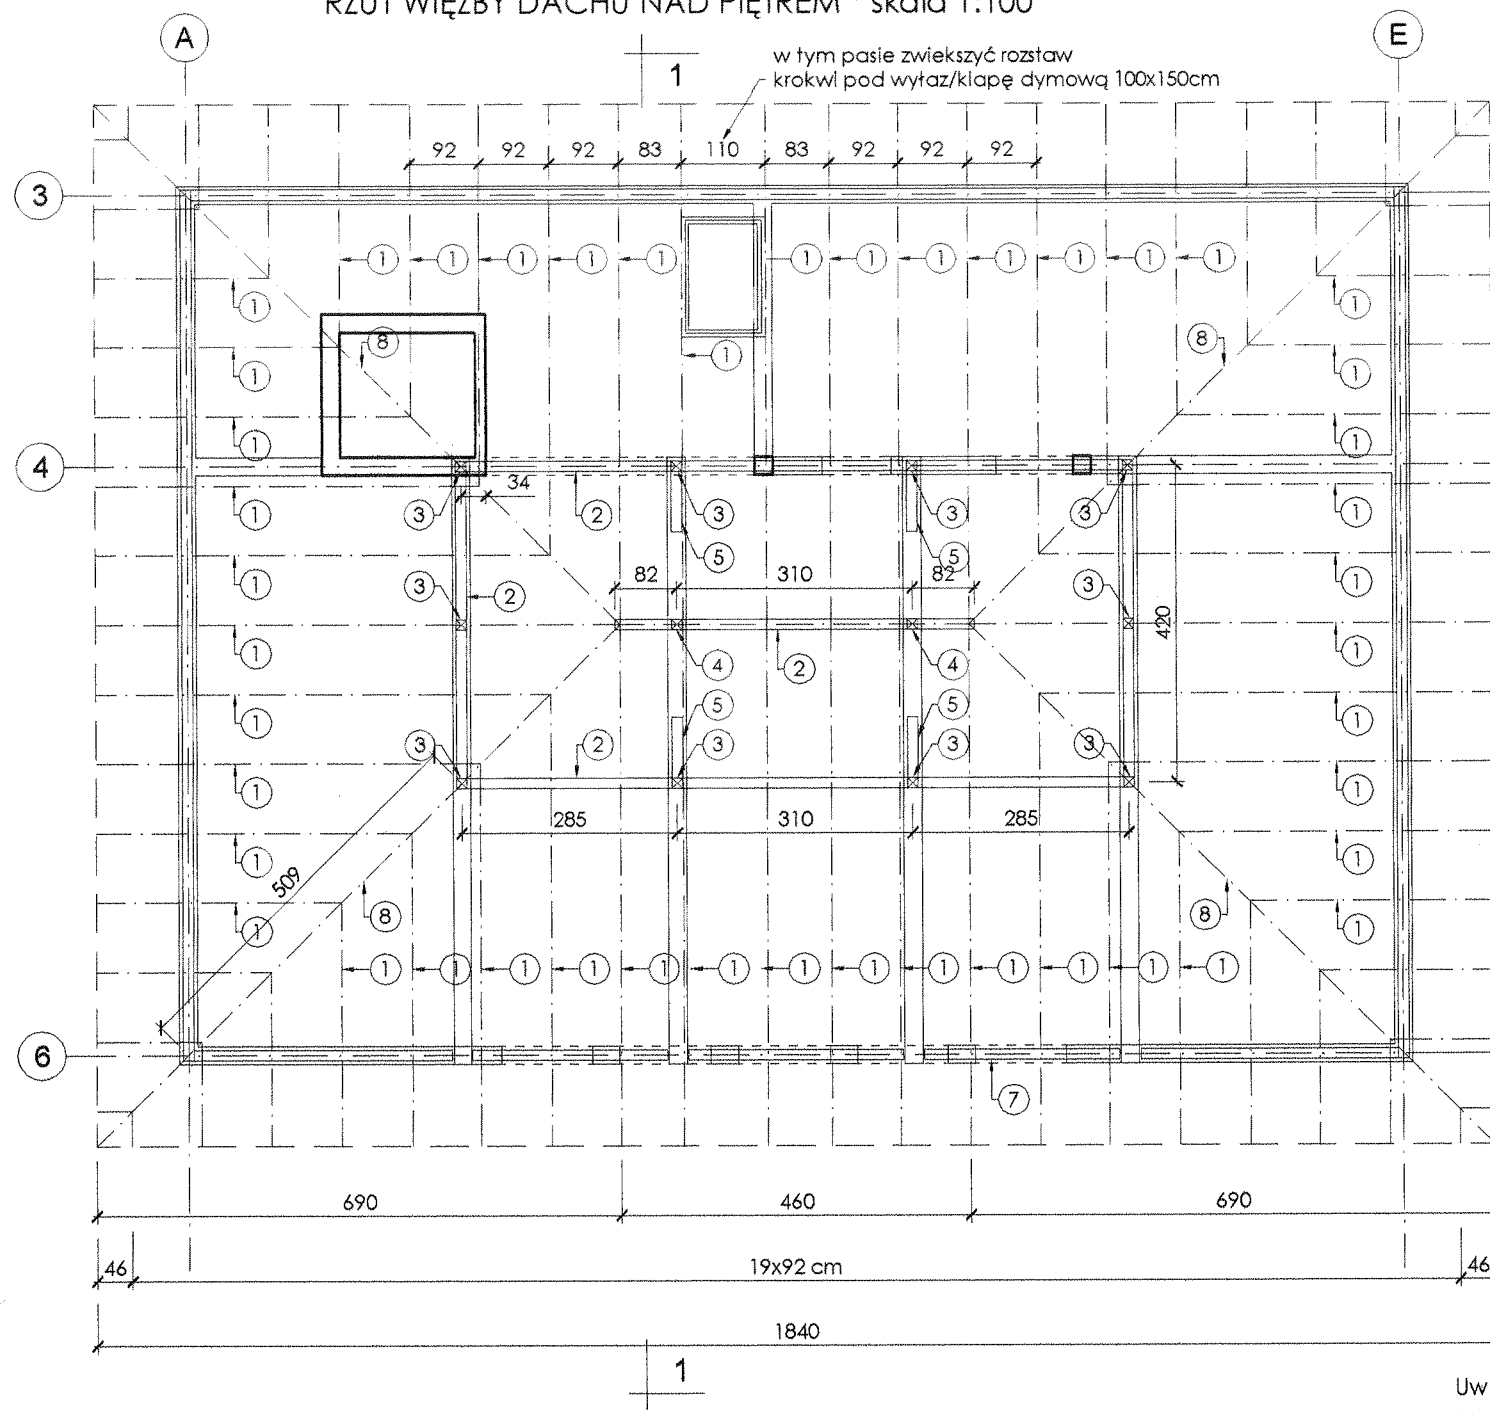 RZUT WIĘŹBY DACHU NAD PIĘTREM * skala 1:100
A
E
1
w tym pasie zwiekszyć rozstaw
krokwi pod wyłaz/klapę dymową 100x150cm
92 92 92 83 110 83 92 92 92
3
1 1 1 1 1 1 1 1 1 1 1
1 1
8 8
1
1 1
1 1
4
34
1 3 2 3 3 3 1
5 5
82 310 82
1 3 2 3 1
420
1 4 2 4 1
5 5
1 3 2 3 3 3 1
1 1
285 310 285
1 1
509
8 8
1 1
1 1 1 1 1 1 1 1 1 1 1 1 1
6
7
690 460 690
46 19x92 cm 46
1840
1
Uw